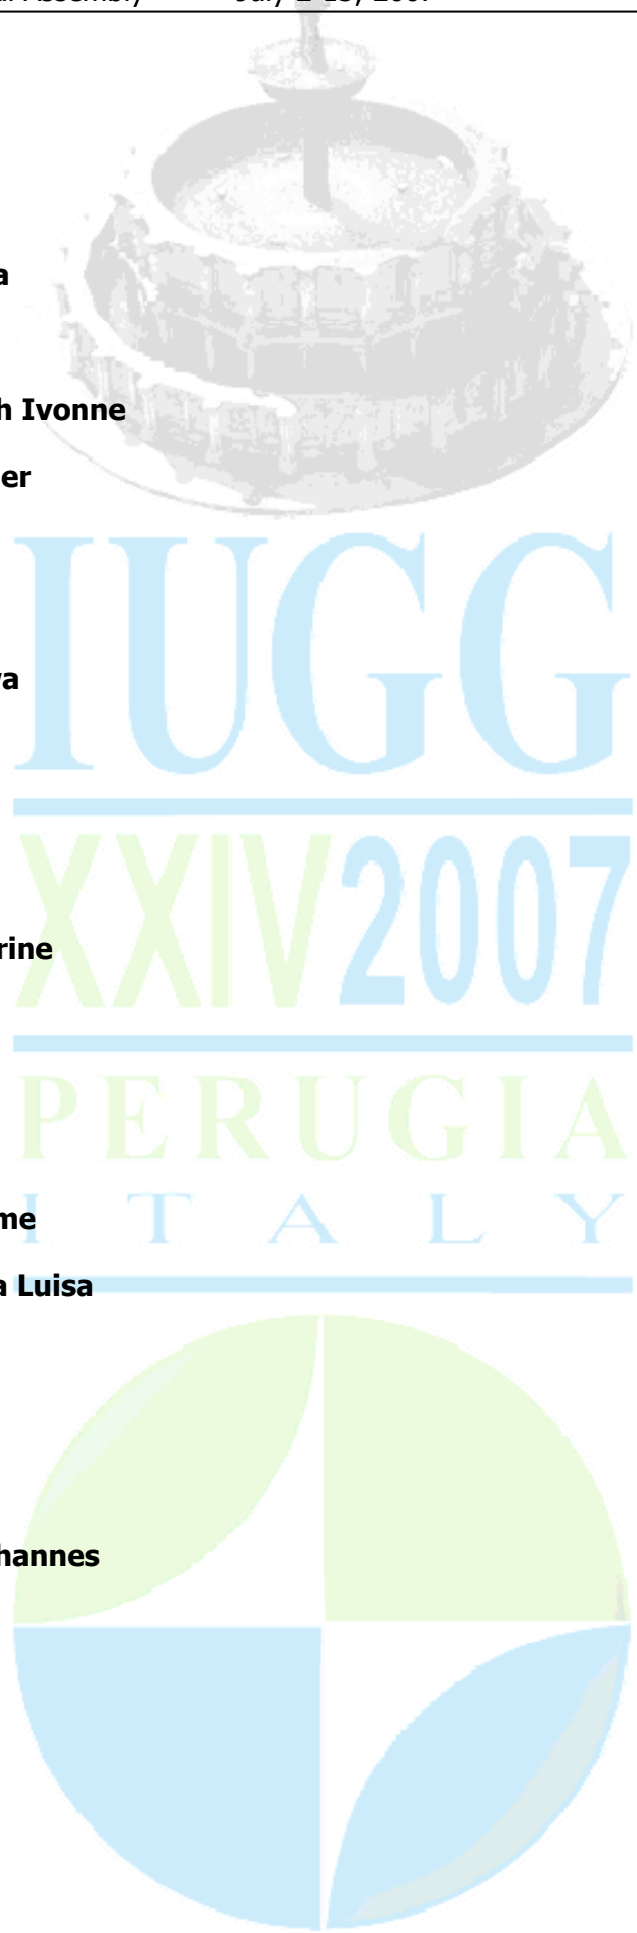 July 2-13, 2007
a
h Ivonne
er
IUGG
va
XXIV2007
rine
PERUGIA
ITALY
me
a Luisa
hannes